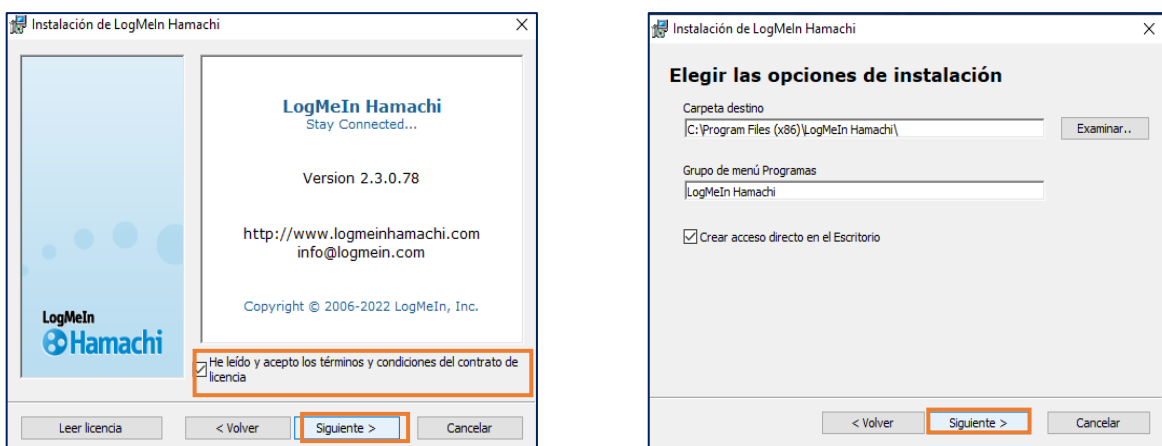 Instalación de LogMeIn Hamachi
LogMeIn Hamachi
Stay Connected...
Version 2.3.0.78
http://www.logmeinhamachi.com
info@logmein.com
Copyright © 2006-2022 LogMeIn, Inc.
LogMeIn
Hamachi
He leído y acepto los términos y condiciones del contrato de
licencia
Leer licencia
< Volver
Siguiente >
Cancelar
Instalación de LogMeIn Hamachi
Elegir las opciones de instalación
Carpeta destino
C:\Program Files (x86)\LogMeIn Hamachi\
Examinar..
Grupo de menú Programas
LogMeIn Hamachi
Crear acceso directo en el Escritorio
< Volver
Siguiente >
Cancelar